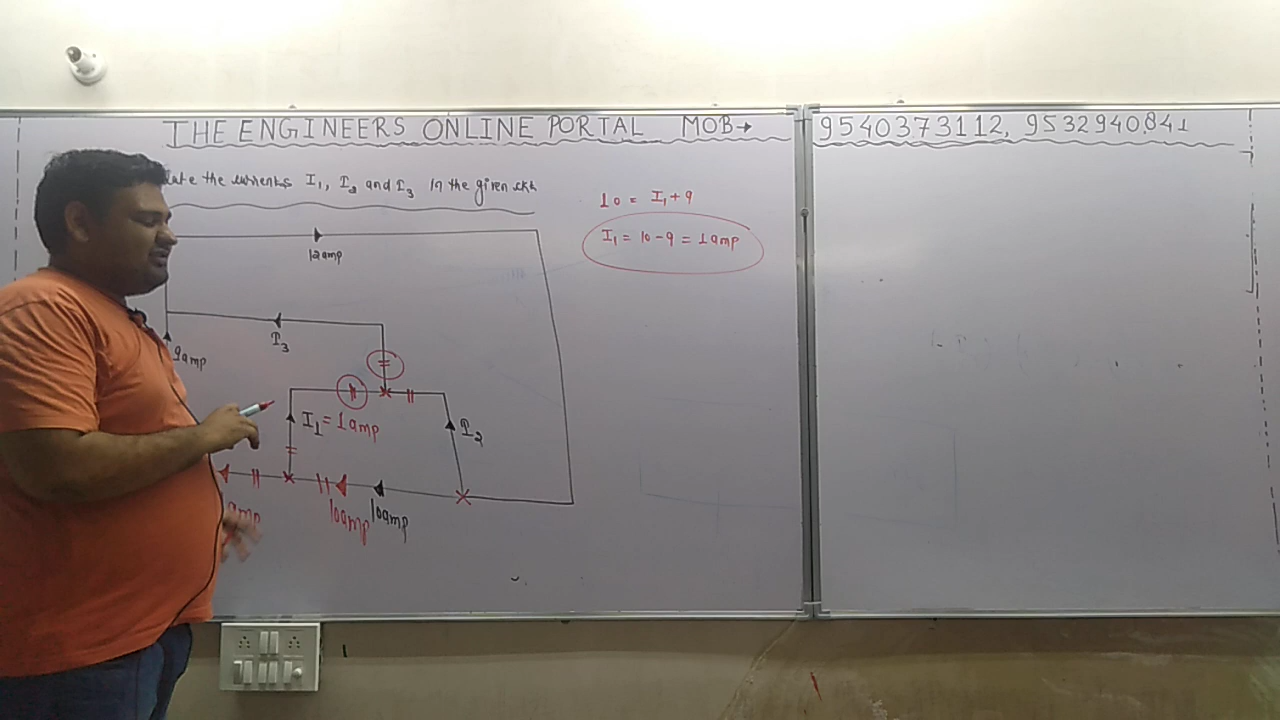 THE ENGINEERS ONLINE PORTAL MOB→ 9540373112, 9532940841
the currents I1, I2 and I3 in the given ckt
10 = I1 + 9
I1 = 10 - 9 = 1amp
12amp
I3
9amp
I1 = 1amp
I2
amp
10amp
10amp